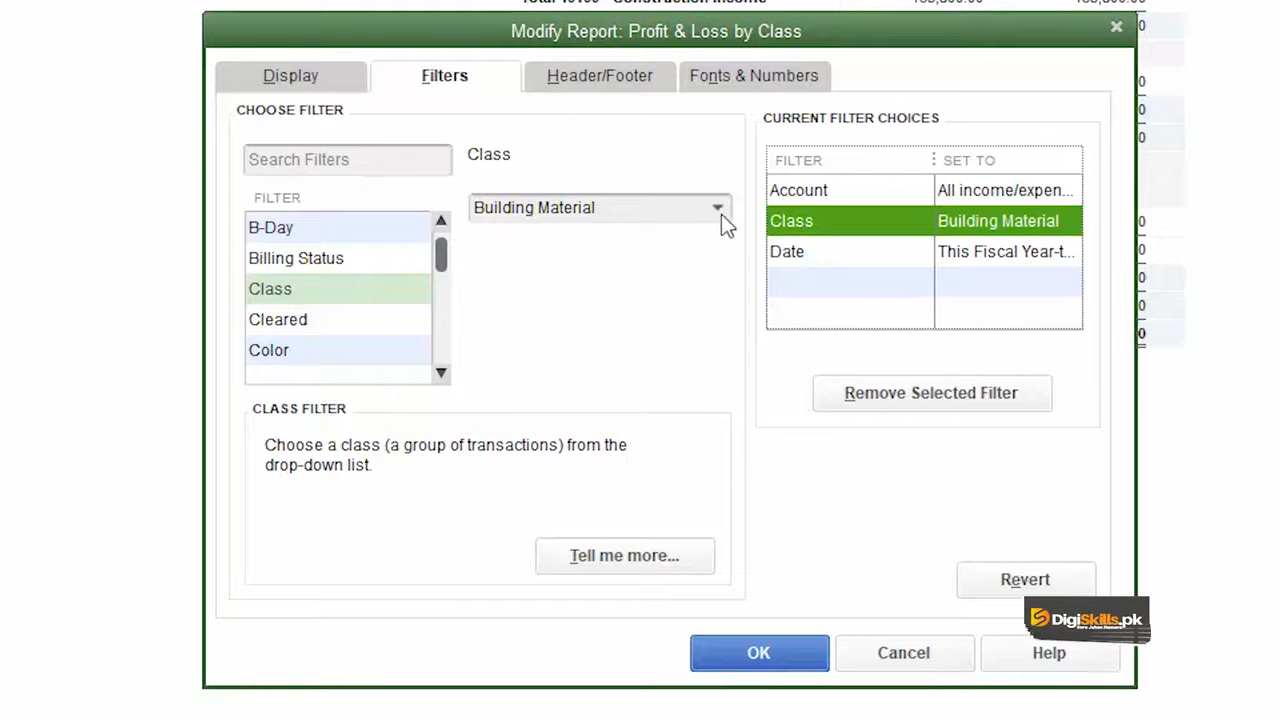 Modify Report: Profit & Loss by Class
Display
Filters
Header/Footer
Fonts & Numbers
CHOOSE FILTER
Search Filters
FILTER
B-Day
Billing Status
Class
Cleared
Color
Class
Building Material
CLASS FILTER
Choose a class (a group of transactions) from the
drop-down list.
Tell me more...
CURRENT FILTER CHOICES
FILTER SET TO
Account All income/expen...
Class Building Material
Date This Fiscal Year-t...
Remove Selected Filter
Revert
DigiSkills.pk
OK
Cancel
Help